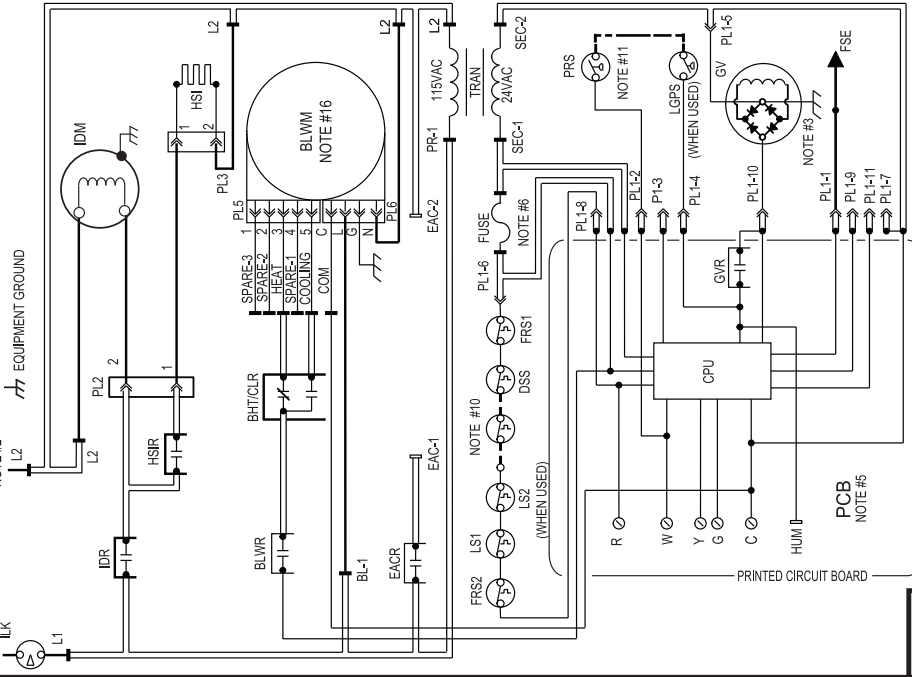 L2
L2
L2
SEC-2
PL1-5
FSE
115VAC
TRAN
24VAC
PRS
NOTE #11
LGPS
(WHEN USED)
GV
NOTE #3
HSI
1
2
PL3
IDM
BLWM
NOTE #16
PR-1
SEC-1
EQUIPMENT GROUND
PL5
PL6
EAC-2
1
2
3
4
5
C
L
G
N
SPARE-3
SPARE-2
HEAT
SPARE-1
COOLING
COM
FUSE
NOTE #6
PL1-8
PL1-2
P1-3
PL1-4
PL1-10
PL1-1
PL1-9
PL1-11
PL1-7
PL1-6
GVR
PL2
2
1
BHT/CLR
FRS1
DSS
NOTE #10
CPU
L2
L2
HSIR
EAC-1
LS2
(WHEN USED)
LS1
FRS2
IDR
BLWR
BL-1
EACR
R
W
Y
G
C
HUM
PCB
NOTE #5
PRINTED CIRCUIT BOARD
L1